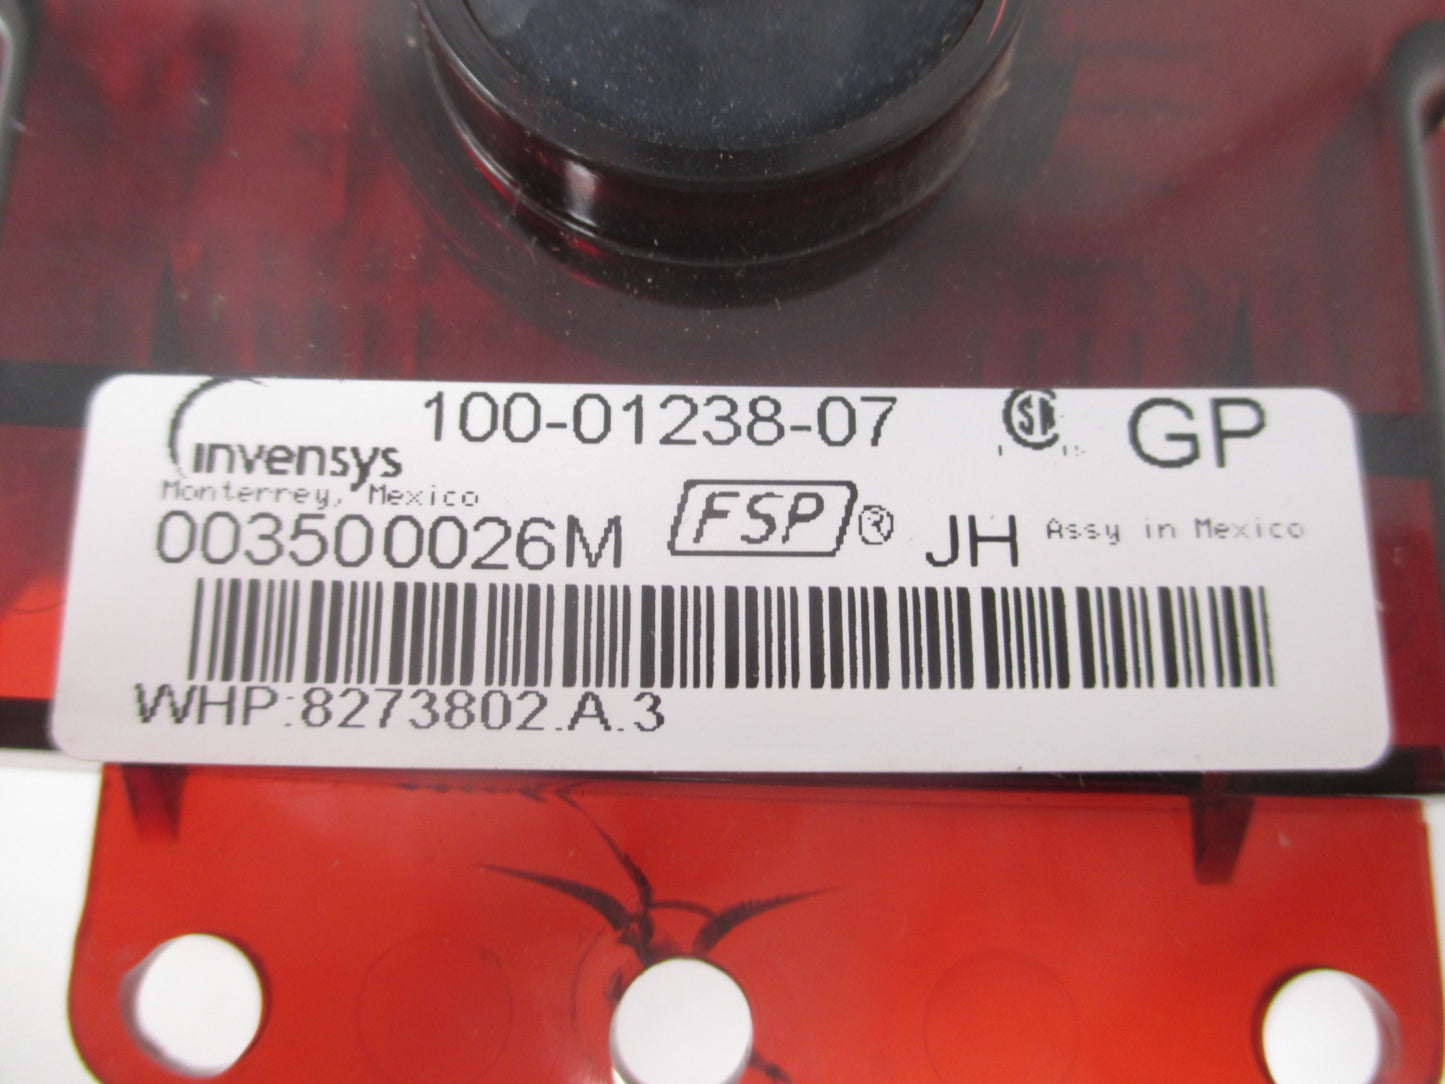 100-01238-07 GP
invensys
Monterrey, Mexico
003500026M FSP® JH Assy in Mexico
WHP:8273802.A.3